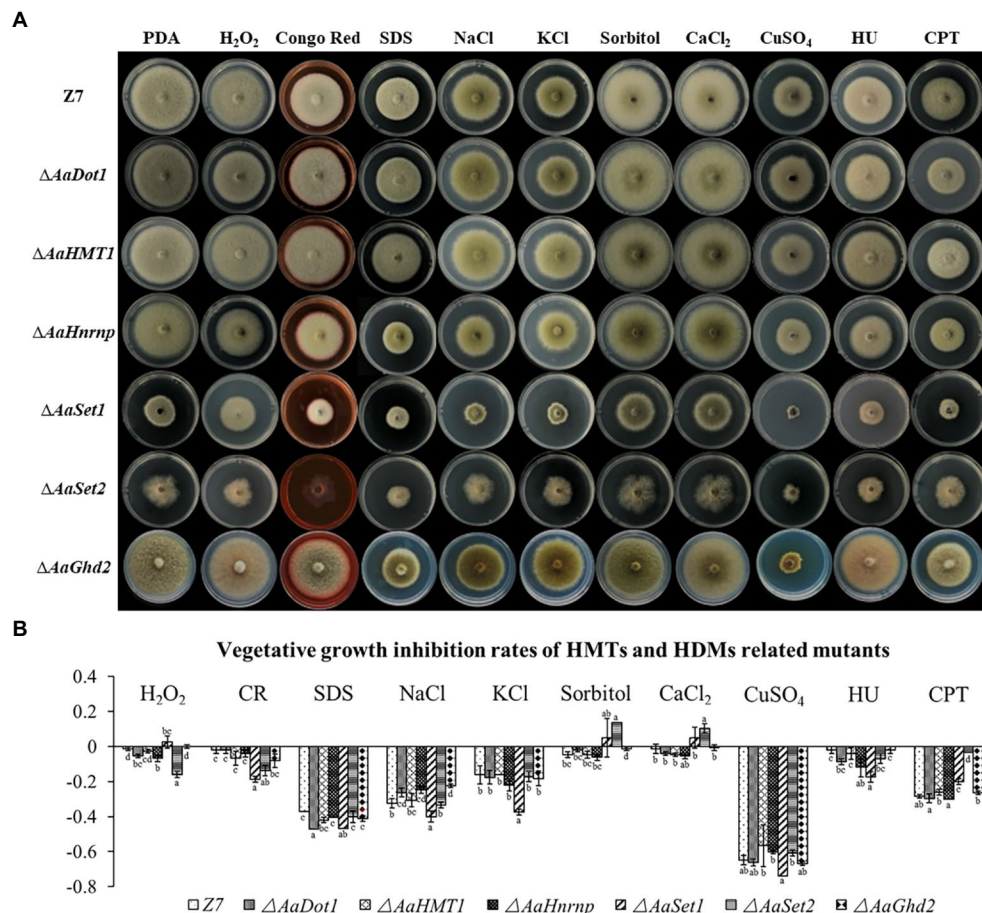 A
PDA H₂O₂ Congo Red SDS NaCl KCl Sorbitol CaCl₂ CuSO₄ HU CPT
Z7
ΔAaDot1
ΔAaHMT1
ΔAaHnrnp
ΔAaSet1
ΔAaSet2
ΔAaGhd2
B
Vegetative growth inhibition rates of HMTs and HDMs related mutants
H₂O₂ CR SDS NaCl KCl Sorbitol CaCl₂ CuSO₄ HU CPT
0.4
0.2
0
-0.2
-0.4
-0.6
-0.8
Z7 ΔAaDot1 ΔAaHMT1 ΔAaHnrnp ΔAaSet1 ΔAaSet2 ΔAaGhd2